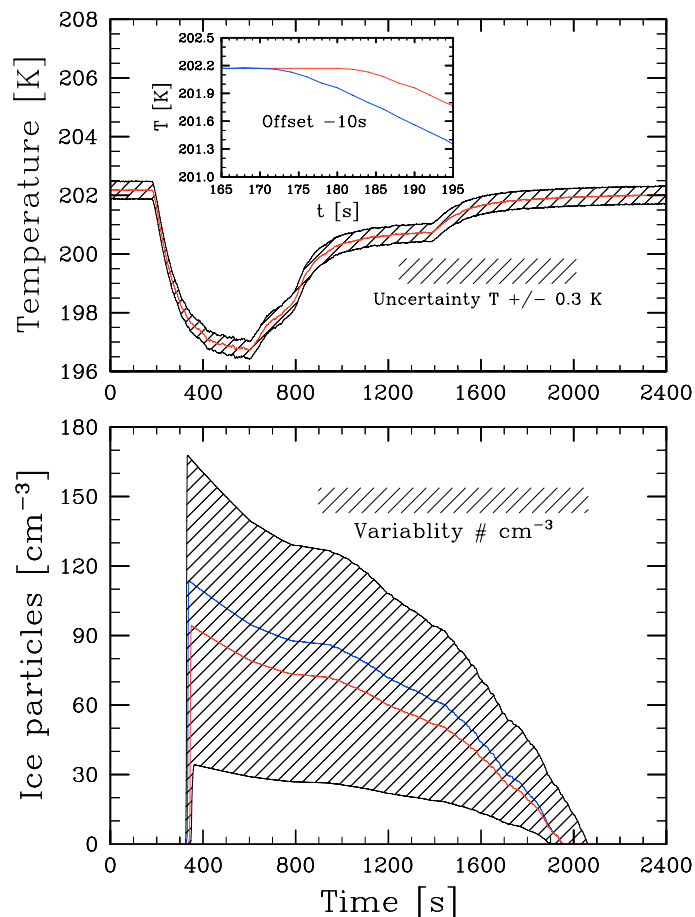 208
206
204
202
200
198
196
Temperature [K]
202.5
202.2
201.9
201.6
201.3
201.0
T [K]
Offset -10s
165 170 175 180 185 190 195
t [s]
Uncertainty T +/- 0.3 K
0 400 800 1200 1600 2000 2400
180
150
120
90
60
30
0
Ice particles [cm⁻³]
Variablity # cm⁻³
0 400 800 1200 1600 2000 2400
Time [s]